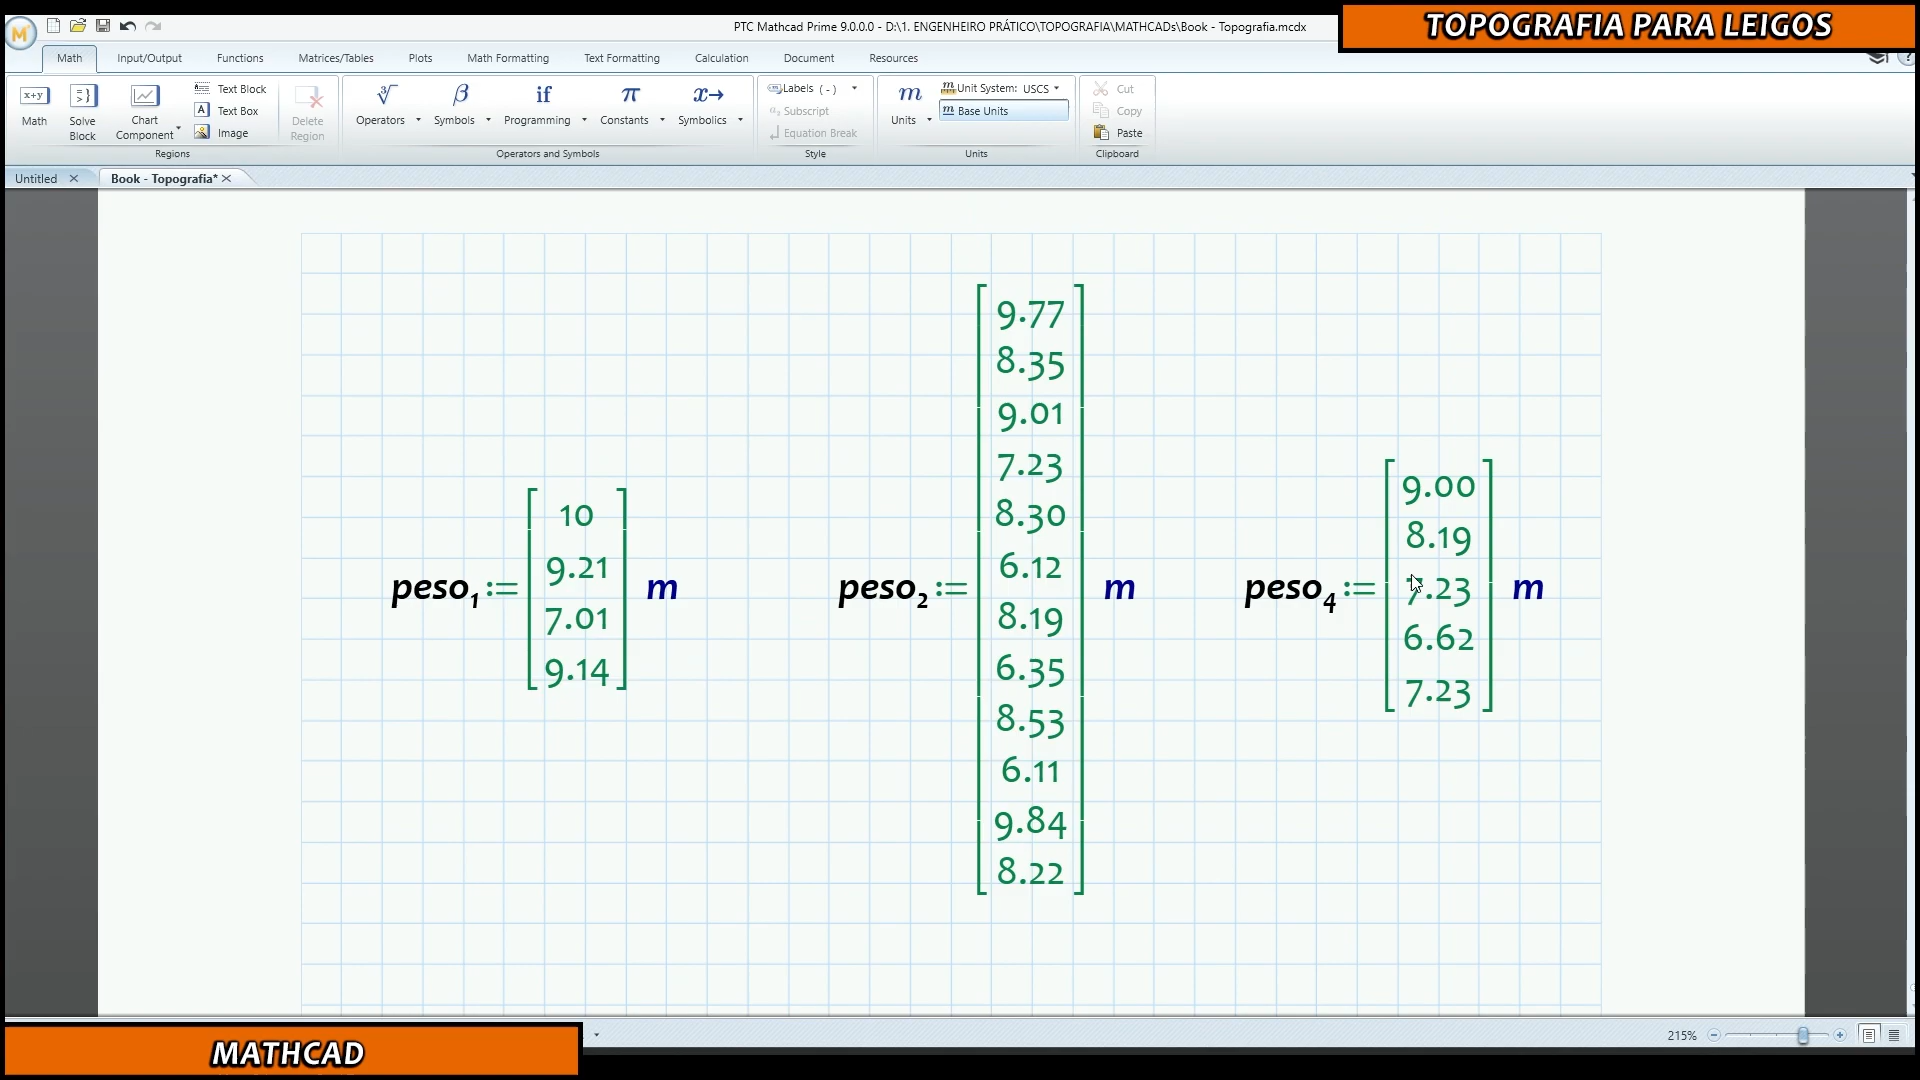 PTC Mathcad Prime 9.0.0.0 - D:\1. ENGENHEIRO PRÁTICO\TOPOGRAFIA\MATHCADs\Book - Topografia.mcdx
TOPOGRAFIA PARA LEIGOS
Math Input/Output Functions Matrices/Tables Plots Math Formatting Text Formatting Calculation Document Resources
Math
Solve Block
Chart Component
Text Block
Text Box
Image
Delete Region
Regions
Operators
Symbols
if
Programming
π
Constants
Symbolics
Operators and Symbols
Labels ( - )
Subscript
Equation Break
Style
m
Units
Unit System: USCS
Base Units
Units
Cut
Copy
Paste
Clipboard
Untitled
Book - Topografia*
peso₁ := [10 9.21 7.01 9.14] m
peso₂ := [9.77 8.35 9.01 7.23 8.30 6.12 8.19 6.35 8.53 6.11 9.84 8.22] m
peso₄ := [9.00 8.19 7.23 6.62 7.23] m
215%
MATHCAD